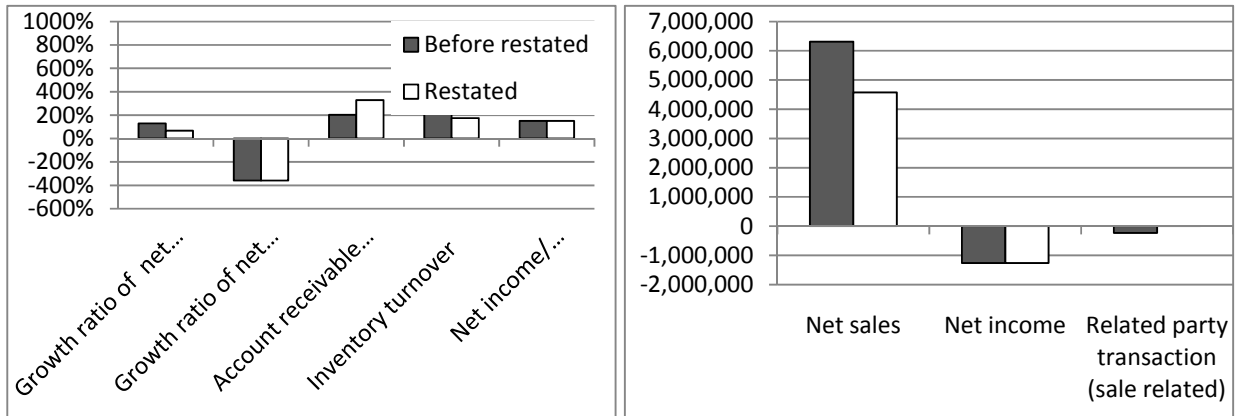 1000%
800%
600%
400%
200%
0%
-200%
-400%
-600%
Before restated
Restated
Growth ratio of net...
Growth ratio of net...
Account receivable...
Inventory turnover
Net income/...
7,000,000
6,000,000
5,000,000
4,000,000
3,000,000
2,000,000
1,000,000
0
-1,000,000
-2,000,000
Net sales
Net income
Related party
transaction
(sale related)